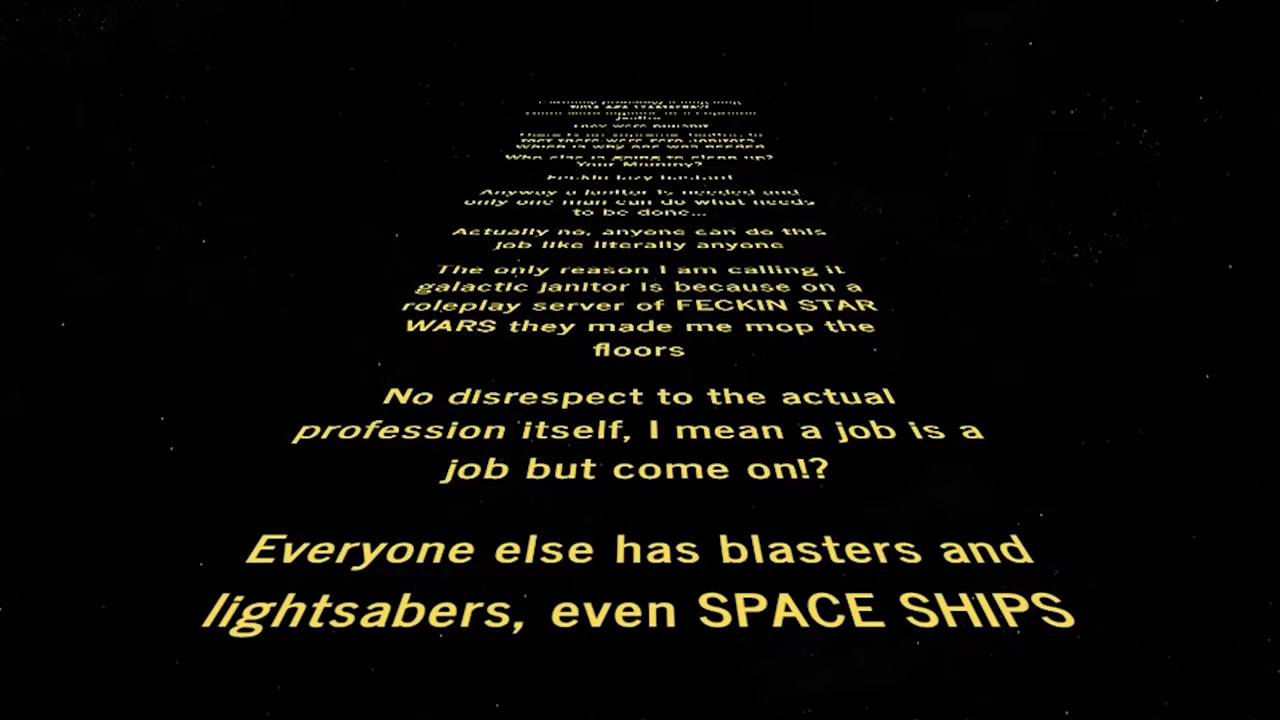 Who else is going to clean up?
Your Mommy?
Feckin lazy bastard
Anyway a janitor is needed and
only one man can do what needs
to be done...
Actually no, anyone can do this
job like literally anyone
The only reason I am calling it
galactic janitor is because on a
roleplay server of FECKIN STAR
WARS they made me mop the
floors
No disrespect to the actual
profession itself, I mean a job is a
job but come on!?
Everyone else has blasters and
lightsabers, even SPACE SHIPS